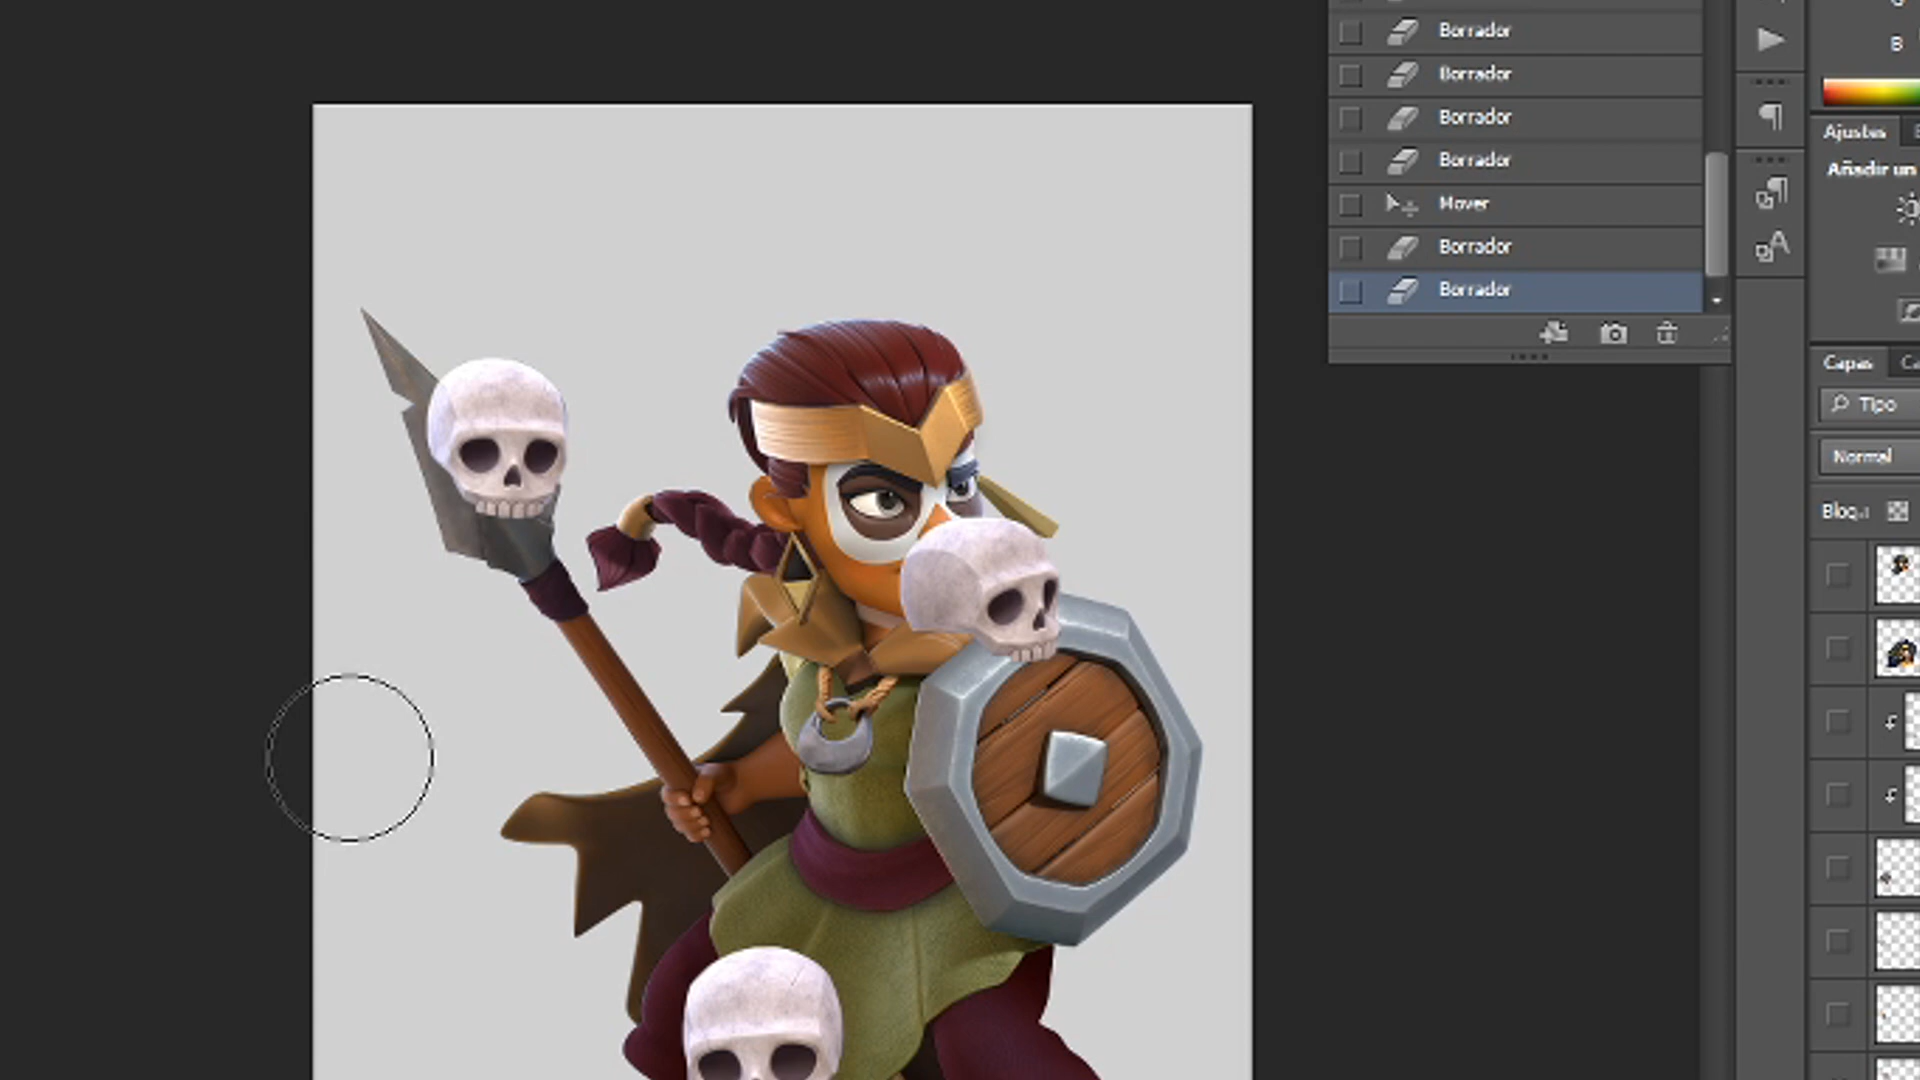 Borrador
Borrador
Borrador
Borrador
Mover
Borrador
Borrador
B
Ajustes
Añadir un
Capas
Tipo
Normal
Bloq.: